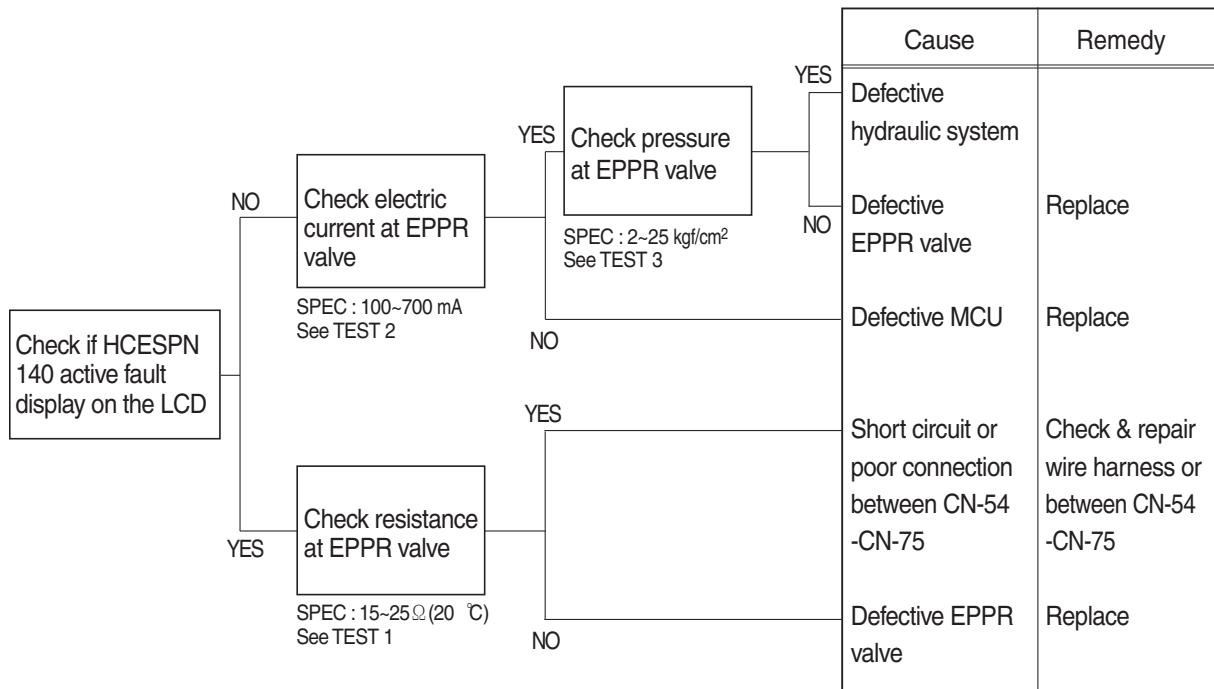 Check if HCESPN
140 active fault
display on the LCD
NO
YES
Check electric
current at EPPR
valve
SPEC : 100~700 mA
See TEST 2
YES
NO
Check pressure
at EPPR valve
SPEC : 2~25 kgf/cm²
See TEST 3
YES
NO
Check resistance
at EPPR valve
SPEC : 15~25Ω(20 ℃)
See TEST 1
YES
NO
Cause
Remedy
Defective
hydraulic system
Defective
EPPR valve
Replace
Defective MCU
Replace
Short circuit or
poor connection
between CN-54
-CN-75
Check & repair
wire harness or
between CN-54
-CN-75
Defective EPPR
valve
Replace